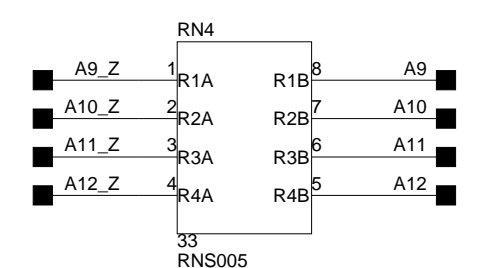 RN4
A9_Z 1 R1A R1B 8 A9
A10_Z 2 R2A R2B 7 A10
A11_Z 3 R3A R3B 6 A11
A12_Z 4 R4A R4B 5 A12
33
RNS005